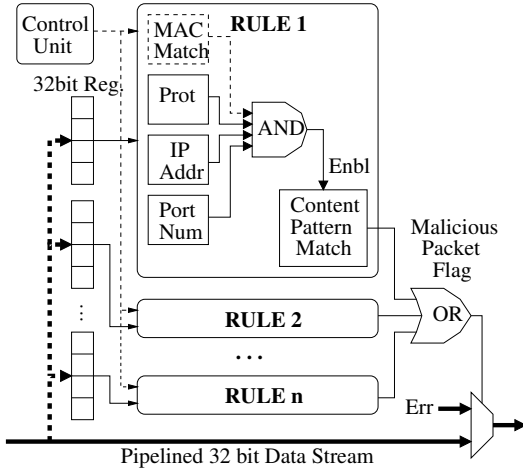 Control
Unit
RULE 1
MAC
Match
32bit Reg.
Prot
AND
IP
Addr
Enbl
Port
Num
Content
Pattern
Match
Malicious
Packet
Flag
RULE 2
OR
...
...
RULE n
Err
Pipelined 32 bit Data Stream